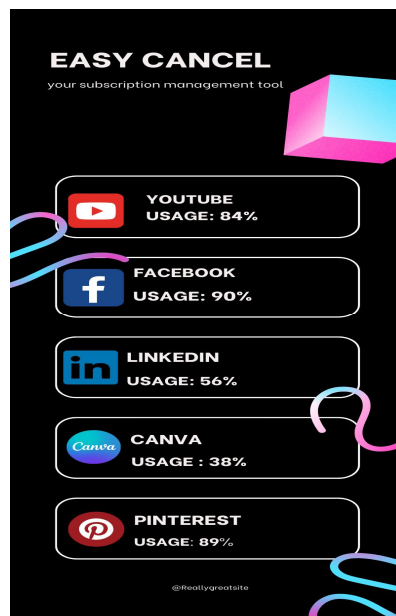 EASY CANCEL
your subscription management tool
YOUTUBE
USAGE: 84%
f
FACEBOOK
USAGE: 90%
in
LINKEDIN
USAGE: 56%
Canva
CANVA
USAGE : 38%
PINTEREST
USAGE: 89%
@Reallygreatsite